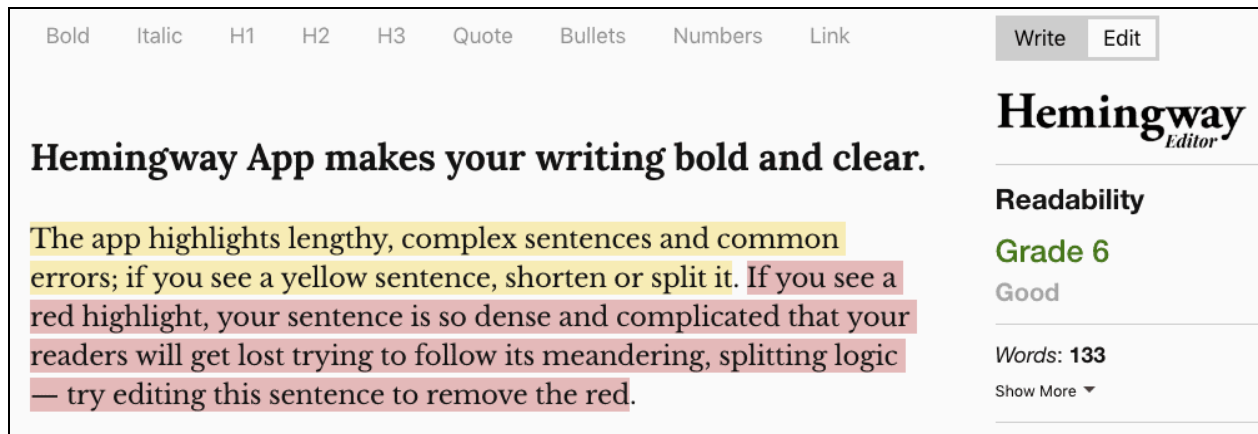 Bold Italic H1 H2 H3 Quote Bullets Numbers Link
Write Edit
Hemingway
Editor
Hemingway App makes your writing bold and clear.
The app highlights lengthy, complex sentences and common
errors; if you see a yellow sentence, shorten or split it. If you see a
red highlight, your sentence is so dense and complicated that your
readers will get lost trying to follow its meandering, splitting logic
— try editing this sentence to remove the red.
Readability
Grade 6
Good
Words: 133
Show More